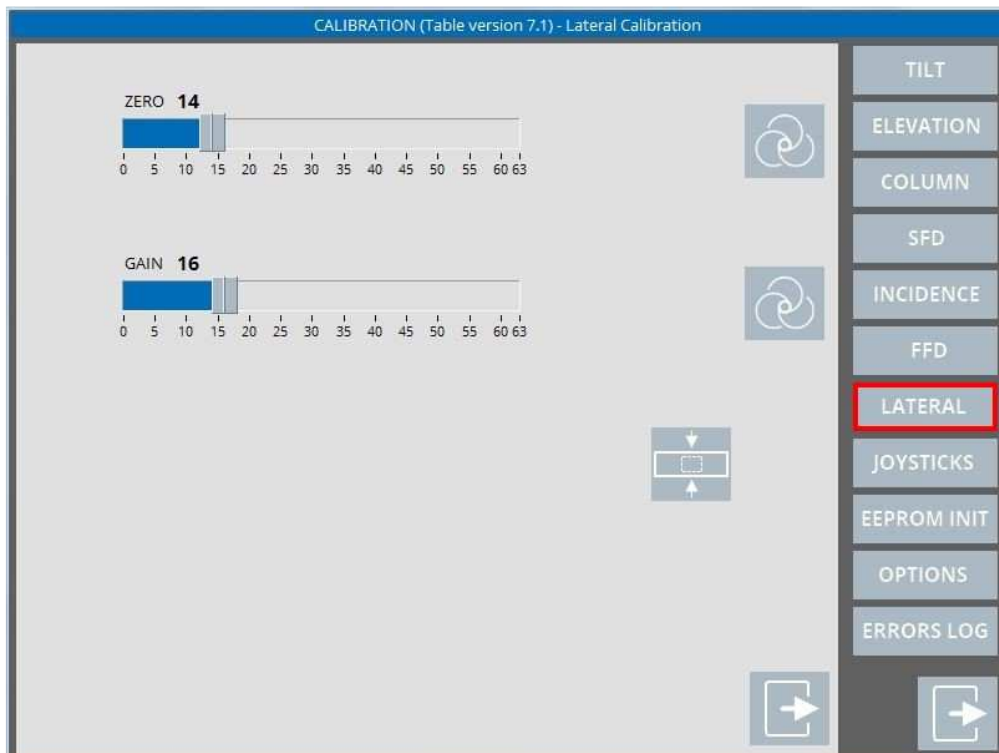 CALIBRATION (Table version 7.1) - Lateral Calibration
ZERO 14
0 5 10 15 20 25 30 35 40 45 50 55 60 63
GAIN 16
0 5 10 15 20 25 30 35 40 45 50 55 60 63
TILT
ELEVATION
COLUMN
SFD
INCIDENCE
FFD
LATERAL
JOYSTICKS
EEPROM INIT
OPTIONS
ERRORS LOG